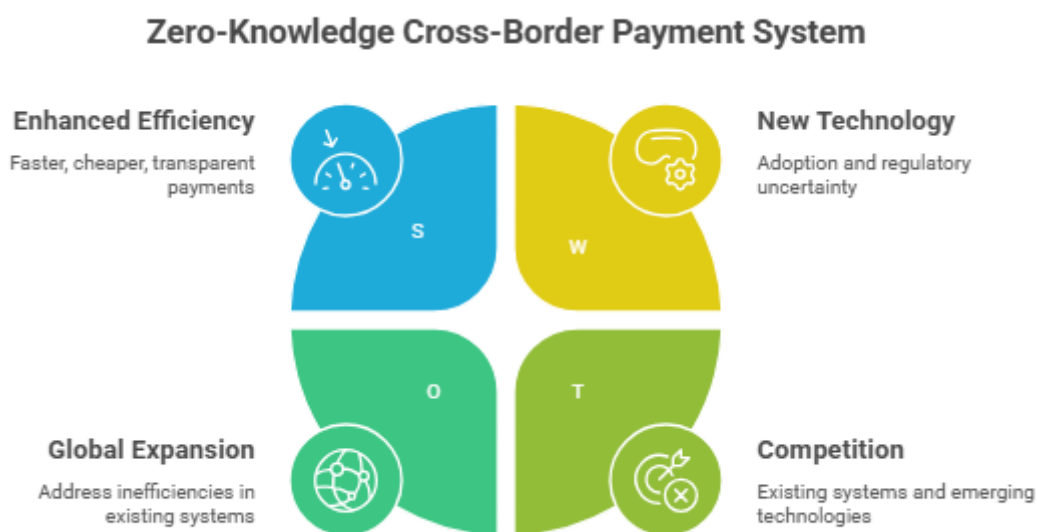 Zero-Knowledge Cross-Border Payment System
Enhanced Efficiency
Faster, cheaper, transparent
payments
S
New Technology
Adoption and regulatory
uncertainty
W
Global Expansion
Address inefficiencies in
existing systems
O
Competition
Existing systems and emerging
technologies
T